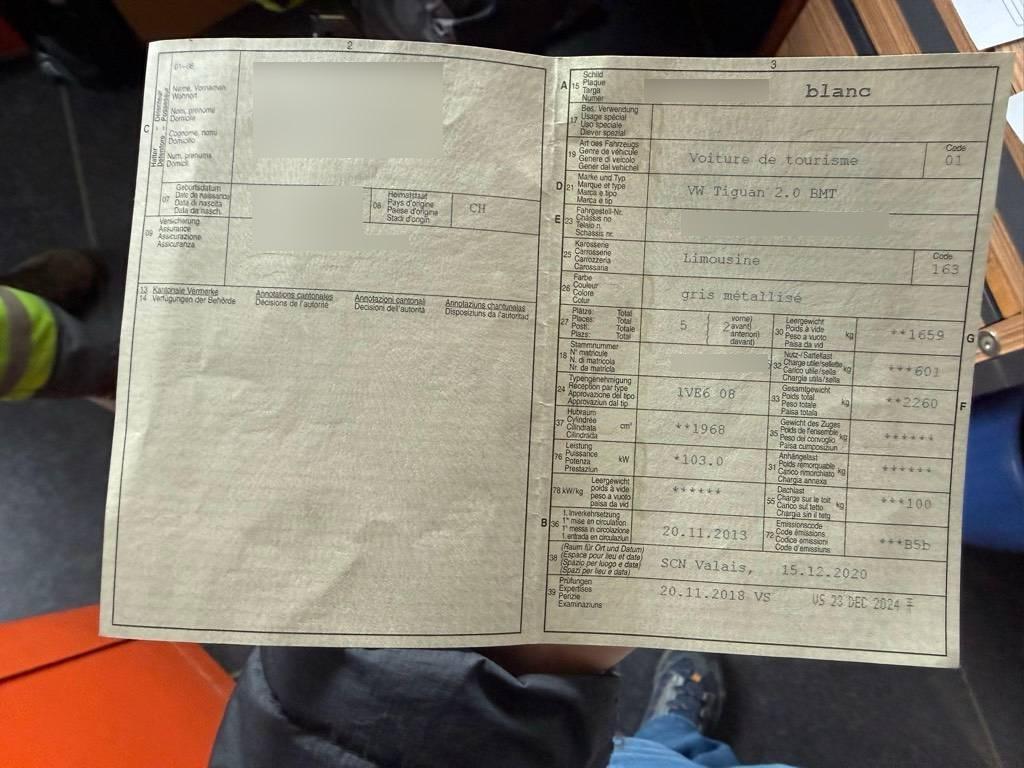 2
01-06
C
Halter
Détenteur
Detentore
Possessur
Name, Vornamen
Wohnort
Nom, prénoms
Domicile
Cognome, nomi
Domicilio
Num, prenums
Domicil
07
Geburtsdatum
Date de naissance
Data di nascita
Data da nasch.
08
Heimatstaat
Pays d'origine
Paese d'origine
Stadi d'origin
CH
09
Versicherung
Assurance
Assicurazione
Assicuranza
13 Kantonale Vermerke
14 Verfügungen der Behörde
Annotations cantonales
Décisions de l'autorité
Annotazioni cantonali
Decisioni dell'autorità
Annotaziuns chantunalas
Disposiziuns da l'autoritad
3
A 15
Schild
Plaque
Targa
Numer
blanc
17
Bes. Verwendung
Usage spécial
Uso speciale
Diever spezial
19
Art des Fahrzeugs
Genre de véhicule
Genere di veicolo
Gener dal vehichel
Voiture de tourisme
Code
01
D 21
Marke und Typ
Marque et type
Marca e tipo
Marca e tip
VW Tiguan 2.0 BMT
E 23
Fahrgestell-Nr.
Châssis no
Telaio n.
Schassis nr.
25
Karosserie
Carrosserie
Carrozzeria
Carossaria
Limousine
Code
163
26
Farbe
Couleur
Colore
Colur
gris métallisé
27
Plätze: Total
Places: Total
Posti: Totale
Plazs: Total
5
2
vorne)
avant)
anteriori)
davant)
30
Leergewicht
Poids à vide
Peso a vuoto
Paisa da vid
kg
**1659
G
18
Stammnummer
N° matricule
N. di matricola
Nr. da matricla
32
Nutz-/Sattellast
Charge utile/sellette
Carico utile/sella
Chargia utila/sella
kg
***601
24
Typengenehmigung
Réception par type
Approvazione del tipo
Approvaziun dal tip
1VE6 08
33
Gesamtgewicht
Poids total
Peso totale
Paisa totala
kg
**2260
F
37
Hubraum
Cylindrée
Cilindrata
Cilindrada
cm³
**1968
35
Gewicht des Zuges
Poids de l'ensemble
Peso del convoglio
Paisa cumposiziun
kg
******
76
Leistung
Puissance
Potenza
Prestaziun
kW
*103.0
31
Anhängelast
Poids remorquable
Carico rimorchiato
Chargia annexa
kg
******
78 kW/kg
Leergewicht
poids à vide
peso a vuoto
paisa da vid
******
55
Dachlast
Charge sur le toit
Carico sul tetto
Chargia sin il tetg
kg
***100
B 36
1. Inverkehrsetzung
1re mise en circulation
1a messa in circolazione
1. entrada en circulaziun
20.11.2013
72
Emissionscode
Code émissions
Codice emissioni
Code d'emissiuns
***B5b
38
(Raum für Ort und Datum)
(Espace pour lieu et date)
(Spazio per luogo e data)
(Spazi per lieu e data)
SCN Valais, 15.12.2020
39
Prüfungen
Expertises
Perizie
Examinaziuns
20.11.2018 VS
VS 23 DEC 2024